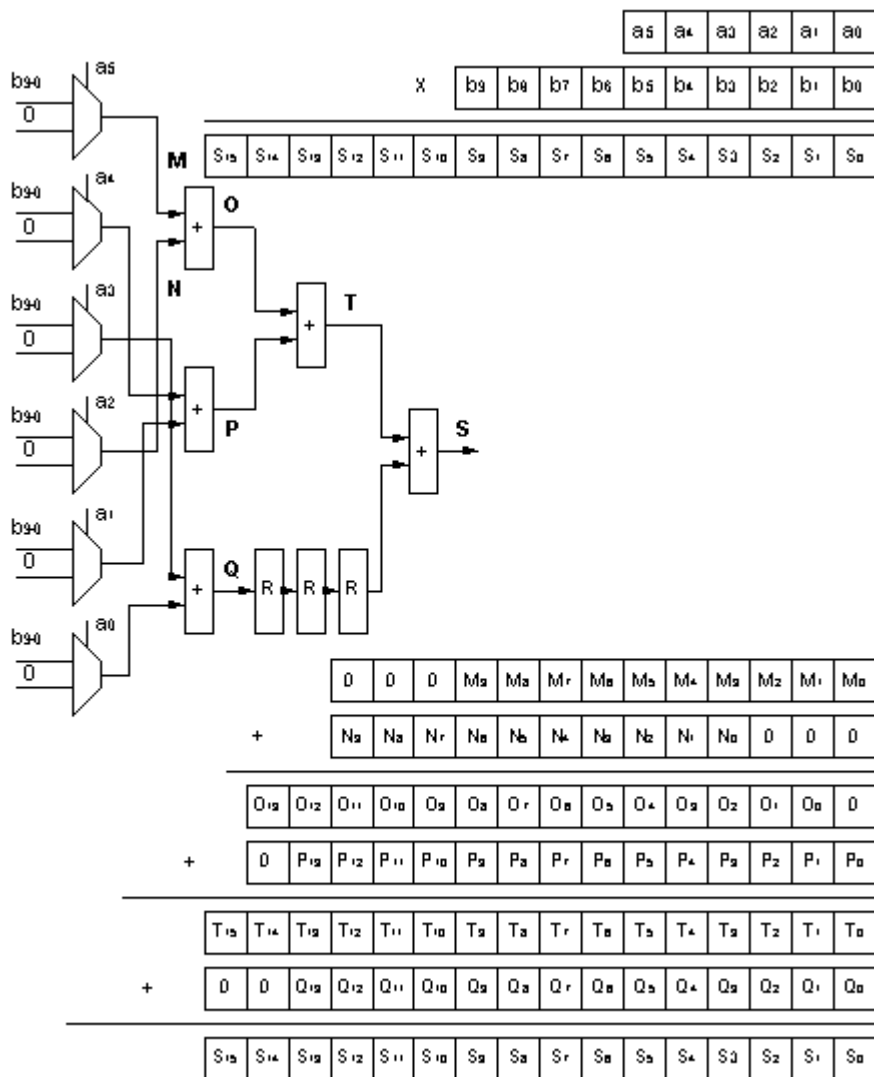 a5 a4 a3 a2 a1 a0
X b9 b8 b7 b6 b5 b4 b3 b2 b1 b0
S15 S14 S13 S12 S11 S10 S9 S8 S7 S6 S5 S4 S3 S2 S1 S0
b9-0 a5
0
M
b9-0 a4
0
+ O
N
b9-0 a3
0
+ T
b9-0 a2
0
+ P
+ S
b9-0 a1
0
+ Q R R R
b9-0 a0
0
0 0 0 M9 M8 M7 M6 M5 M4 M3 M2 M1 M0
+ N9 N8 N7 N6 N5 N4 N3 N2 N1 N0 0 0 0
O13 O12 O11 O10 O9 O8 O7 O6 O5 O4 O3 O2 O1 O0 0
+ 0 P13 P12 P11 P10 P9 P8 P7 P6 P5 P4 P3 P2 P1 P0
T15 T14 T13 T12 T11 T10 T9 T8 T7 T6 T5 T4 T3 T2 T1 T0
+ 0 0 Q13 Q12 Q11 Q10 Q9 Q8 Q7 Q6 Q5 Q4 Q3 Q2 Q1 Q0
S15 S14 S13 S12 S11 S10 S9 S8 S7 S6 S5 S4 S3 S2 S1 S0